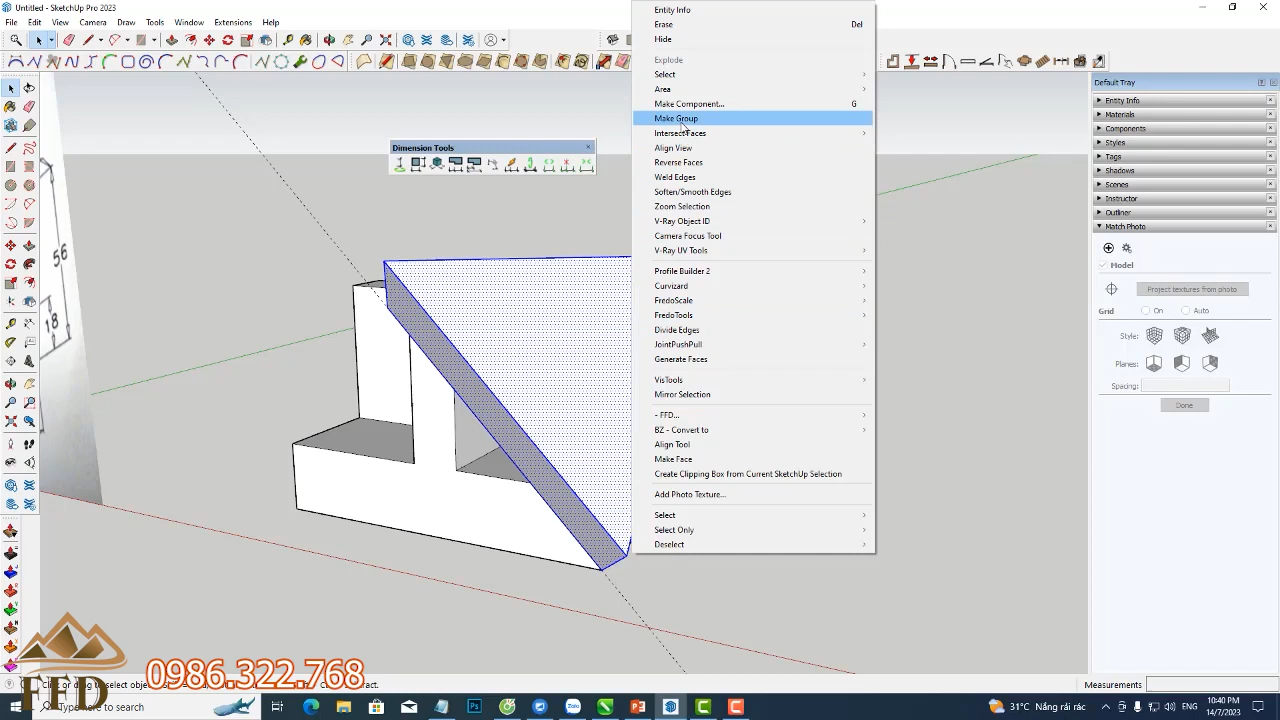 Untitled - SketchUp Pro 2023
File Edit View Camera Draw Tools Window Extensions Help
Entity Info
Erase Del
Hide
Explode
Select
Area
Make Component... G
Make Group
Intersect Faces
Align View
Reverse Faces
Weld Edges
Soften/Smooth Edges
Zoom Selection
V-Ray Object ID
Camera Focus Tool
V-Ray UV Tools
Profile Builder 2
Curvizard
FredoScale
FredoTools
Divide Edges
JointPushPull
Generate Faces
VisTools
Mirror Selection
- FFD...
BZ - Convert to
Align Tool
Make Face
Create Clipping Box from Current SketchUp Selection
Add Photo Texture...
Select
Select Only
Deselect
Dimension Tools
56
18
Default Tray
Entity Info
Materials
Components
Styles
Tags
Shadows
Scenes
Instructor
Outliner
Match Photo
Model
Project textures from photo
Grid On Auto
Style:
Planes:
Spacing:
Done
FFD
0986.322.768
Measurements
Type here to search
31°C Nắng rải rác
10:40 PM
14/7/2023